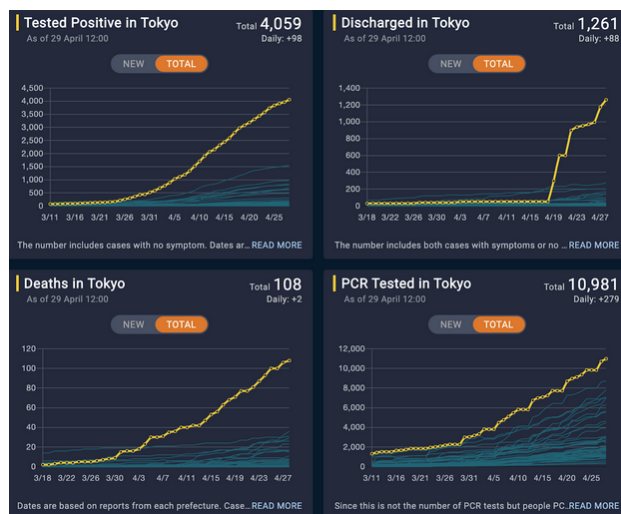 Tested Positive in Tokyo
Total 4,059
As of 29 April 12:00
Daily: +98
NEW TOTAL
4,500
4,000
3,500
3,000
2,500
2,000
1,500
1,000
500
0
3/11 3/16 3/21 3/26 3/31 4/5 4/10 4/15 4/20 4/25
The number includes cases with no symptom. Dates ar... READ MORE
Discharged in Tokyo
Total 1,261
As of 29 April 12:00
Daily: +88
NEW TOTAL
1,400
1,200
1,000
800
600
400
200
0
3/18 3/22 3/26 3/30 4/3 4/7 4/11 4/15 4/19 4/23 4/27
The number includes both cases with symptoms or no ... READ MORE
Deaths in Tokyo
Total 108
As of 29 April 12:00
Daily: +2
NEW TOTAL
120
100
80
60
40
20
0
3/18 3/22 3/26 3/30 4/3 4/7 4/11 4/15 4/19 4/23 4/27
Dates are based on reports from each prefecture. Case... READ MORE
PCR Tested in Tokyo
Total 10,981
As of 29 April 12:00
Daily: +279
NEW TOTAL
12,000
10,000
8,000
6,000
4,000
2,000
0
3/11 3/16 3/21 3/26 3/31 4/5 4/10 4/15 4/20 4/25
Since this is not the number of PCR tests but people PC... READ MORE